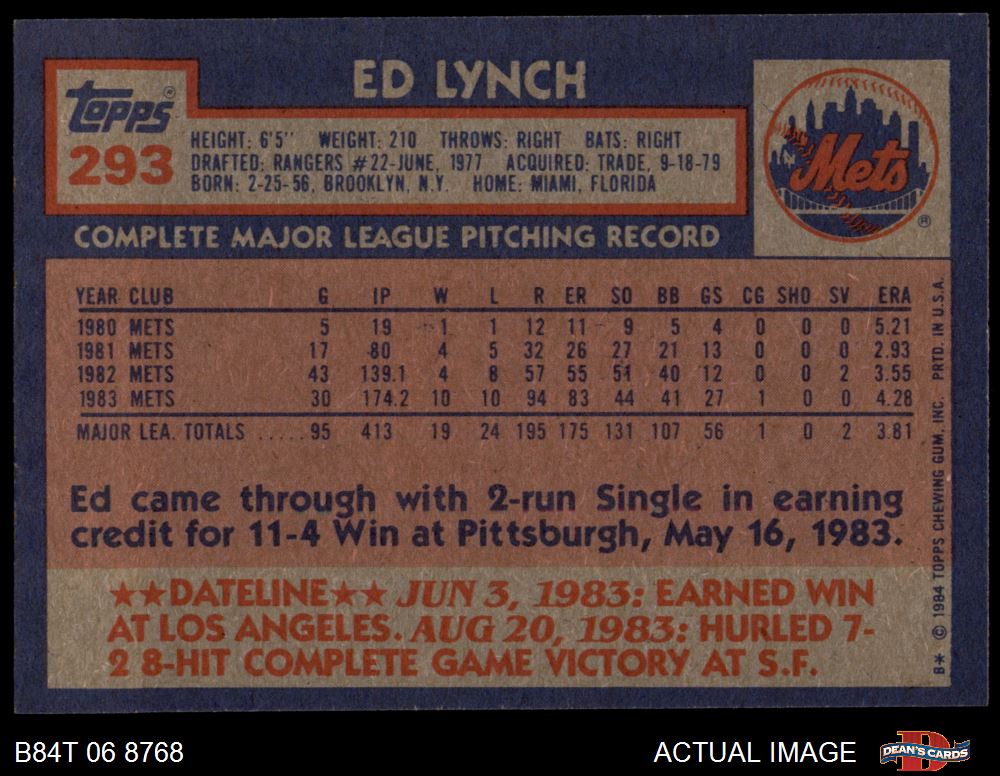 ED LYNCH
topps®
293
HEIGHT: 6'5" WEIGHT: 210 THROWS: RIGHT BATS: RIGHT
DRAFTED: RANGERS #22-JUNE, 1977 ACQUIRED: TRADE, 9-18-79
BORN: 2-25-56, BROOKLYN, N.Y. HOME: MIAMI, FLORIDA
Mets
NY
®
COMPLETE MAJOR LEAGUE PITCHING RECORD
YEAR CLUB G IP W L R ER SO BB GS CG SHO SV ERA
1980 METS 5 19 1 1 12 11 9 5 4 0 0 0 5.21
1981 METS 17 80 4 5 32 26 27 21 13 0 0 0 2.93
1982 METS 43 139.1 4 8 57 55 51 40 12 0 0 2 3.55
1983 METS 30 174.2 10 10 94 83 44 41 27 1 0 0 4.28
MAJOR LEA. TOTALS ..... 95 413 19 24 195 175 131 107 56 1 0 2 3.81
Ed came through with 2-run Single in earning
credit for 11-4 Win at Pittsburgh, May 16, 1983.
★★DATELINE★★ JUN 3, 1983: EARNED WIN
AT LOS ANGELES. AUG 20, 1983: HURLED 7-
2 8-HIT COMPLETE GAME VICTORY AT S.F.
B* © 1984 TOPPS CHEWING GUM, INC. PRTD. IN U.S.A.
B84T 06 8768
ACTUAL IMAGE
D
DEAN'S CARDS